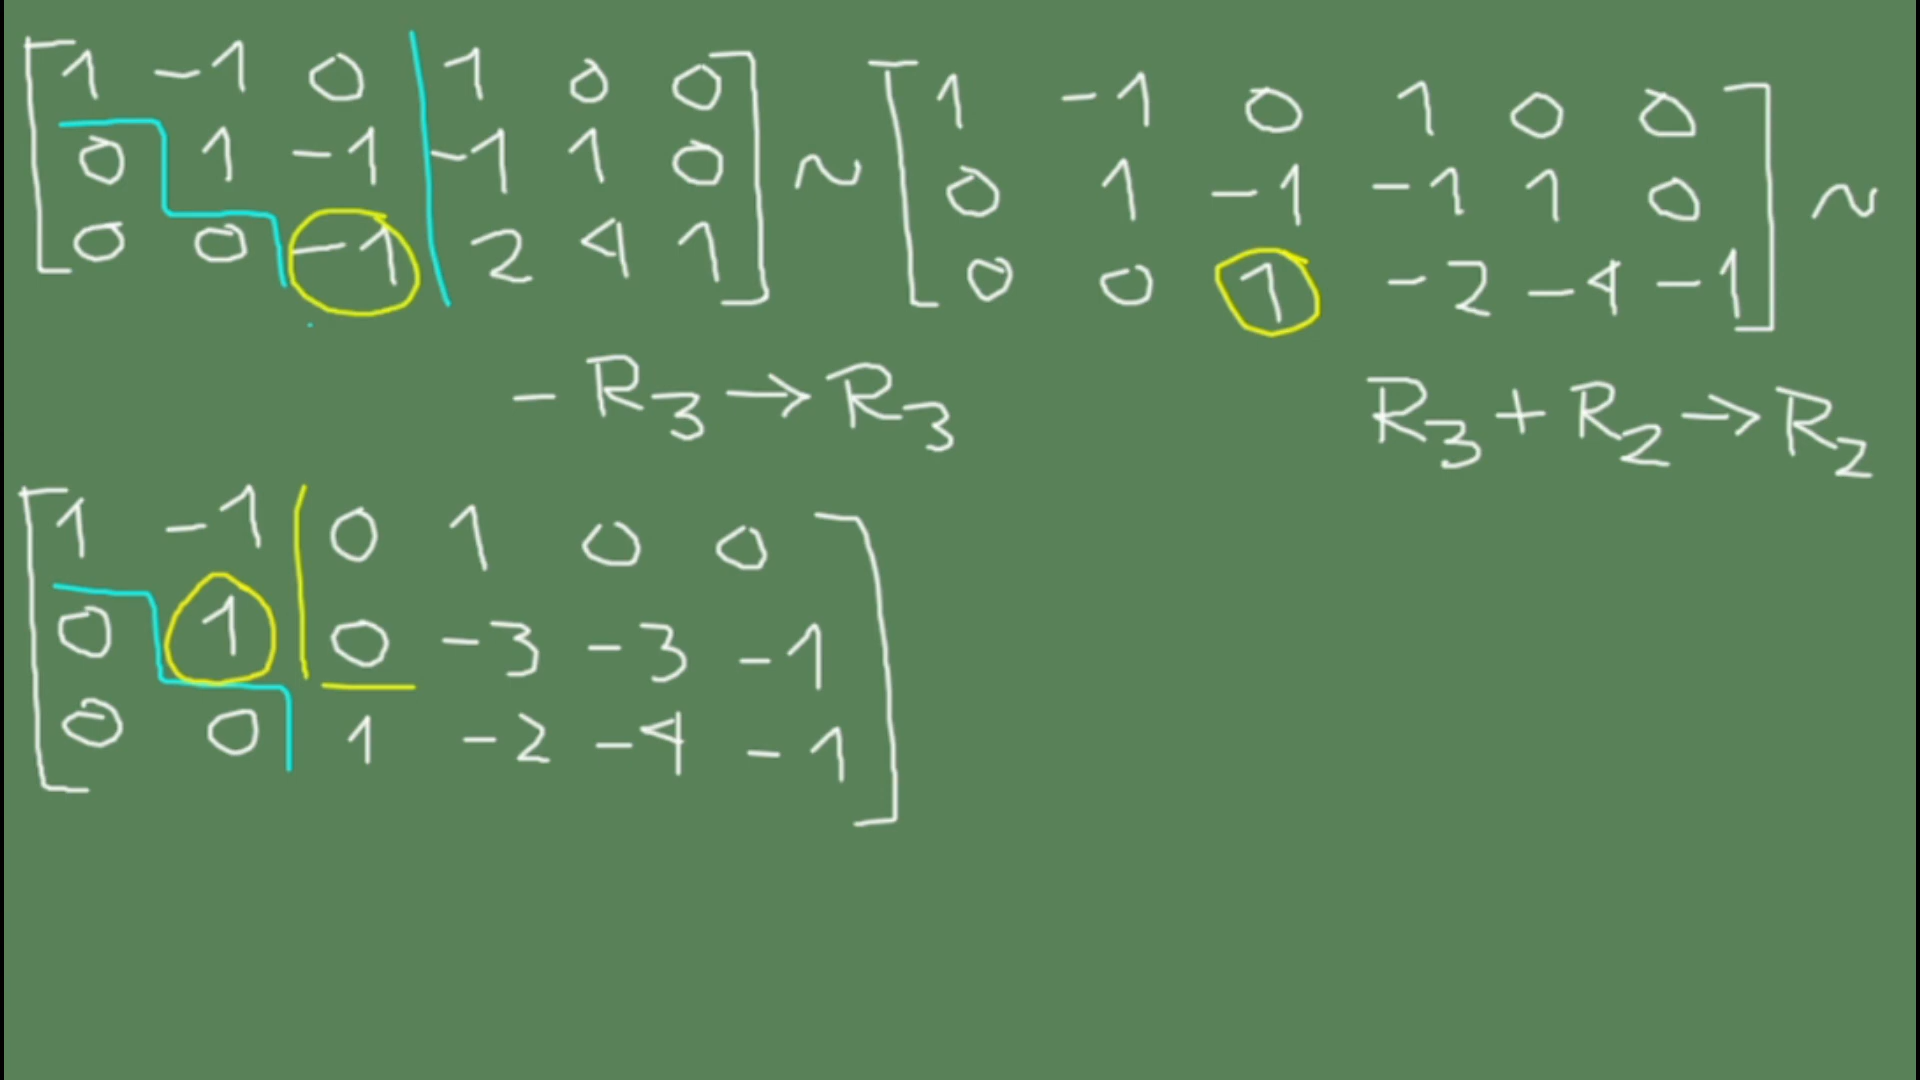 1 -1 0 1 0 0
0 1 -1 -1 1 0
0 0 -1 2 4 1
~
1 -1 0 1 0 0
0 1 -1 -1 1 0
0 0 1 -2 -4 -1
~
-R₃→R₃
R₃+R₂→R₂
1 -1 0 1 0 0
0 1 0 -3 -3 -1
0 0 1 -2 -4 -1